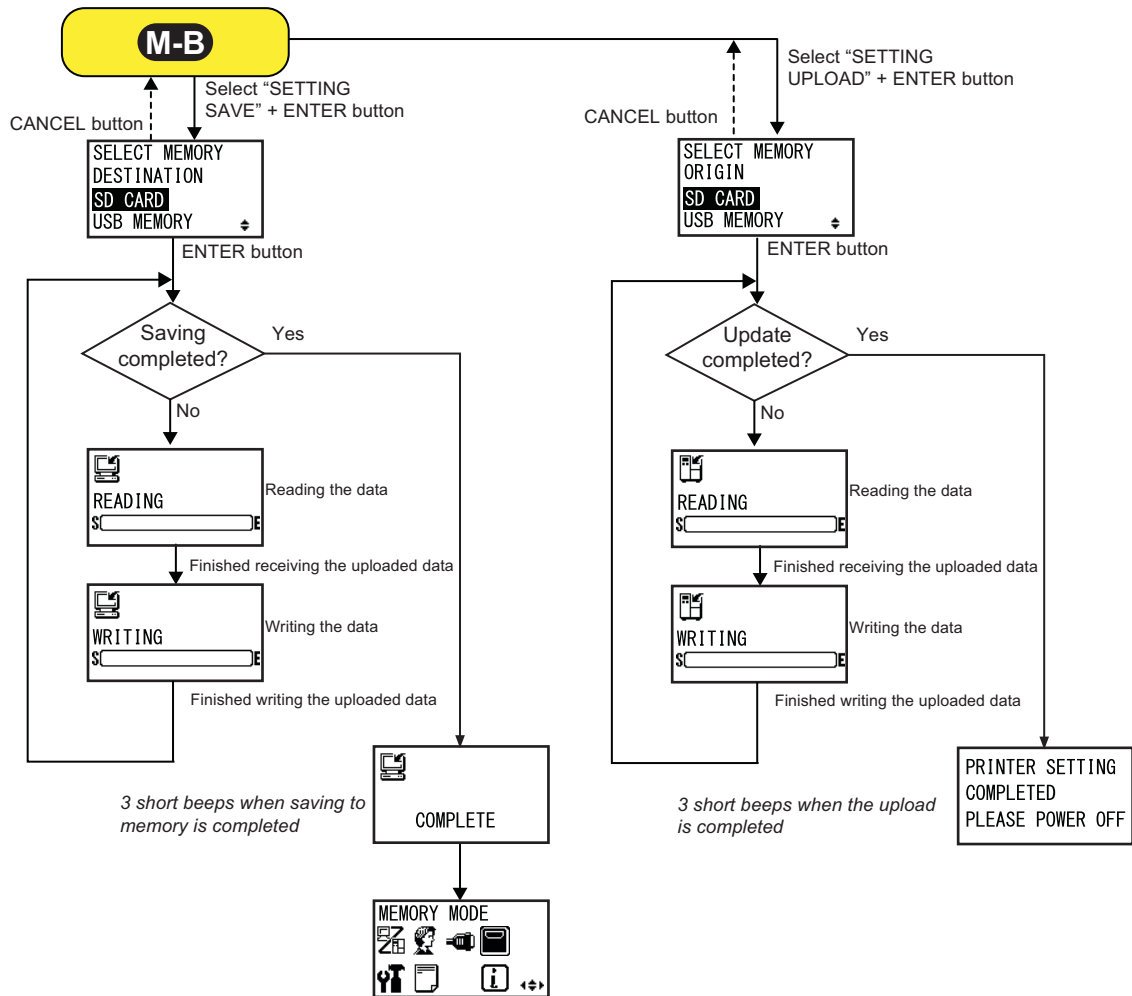 M-B
Select “SETTING
SAVE” + ENTER button
CANCEL button
SELECT MEMORY
DESTINATION
SD CARD
USB MEMORY
ENTER button
Saving
completed?
Yes
No
READING
S E
Reading the data
Finished receiving the uploaded data
WRITING
S E
Writing the data
Finished writing the uploaded data
3 short beeps when saving to
memory is completed
COMPLETE
MEMORY MODE
i
Select “SETTING
UPLOAD” + ENTER button
CANCEL button
SELECT MEMORY
ORIGIN
SD CARD
USB MEMORY
ENTER button
Update
completed?
Yes
No
READING
S E
Reading the data
Finished receiving the uploaded data
WRITING
S E
Writing the data
Finished writing the uploaded data
3 short beeps when the upload
is completed
PRINTER SETTING
COMPLETED
PLEASE POWER OFF